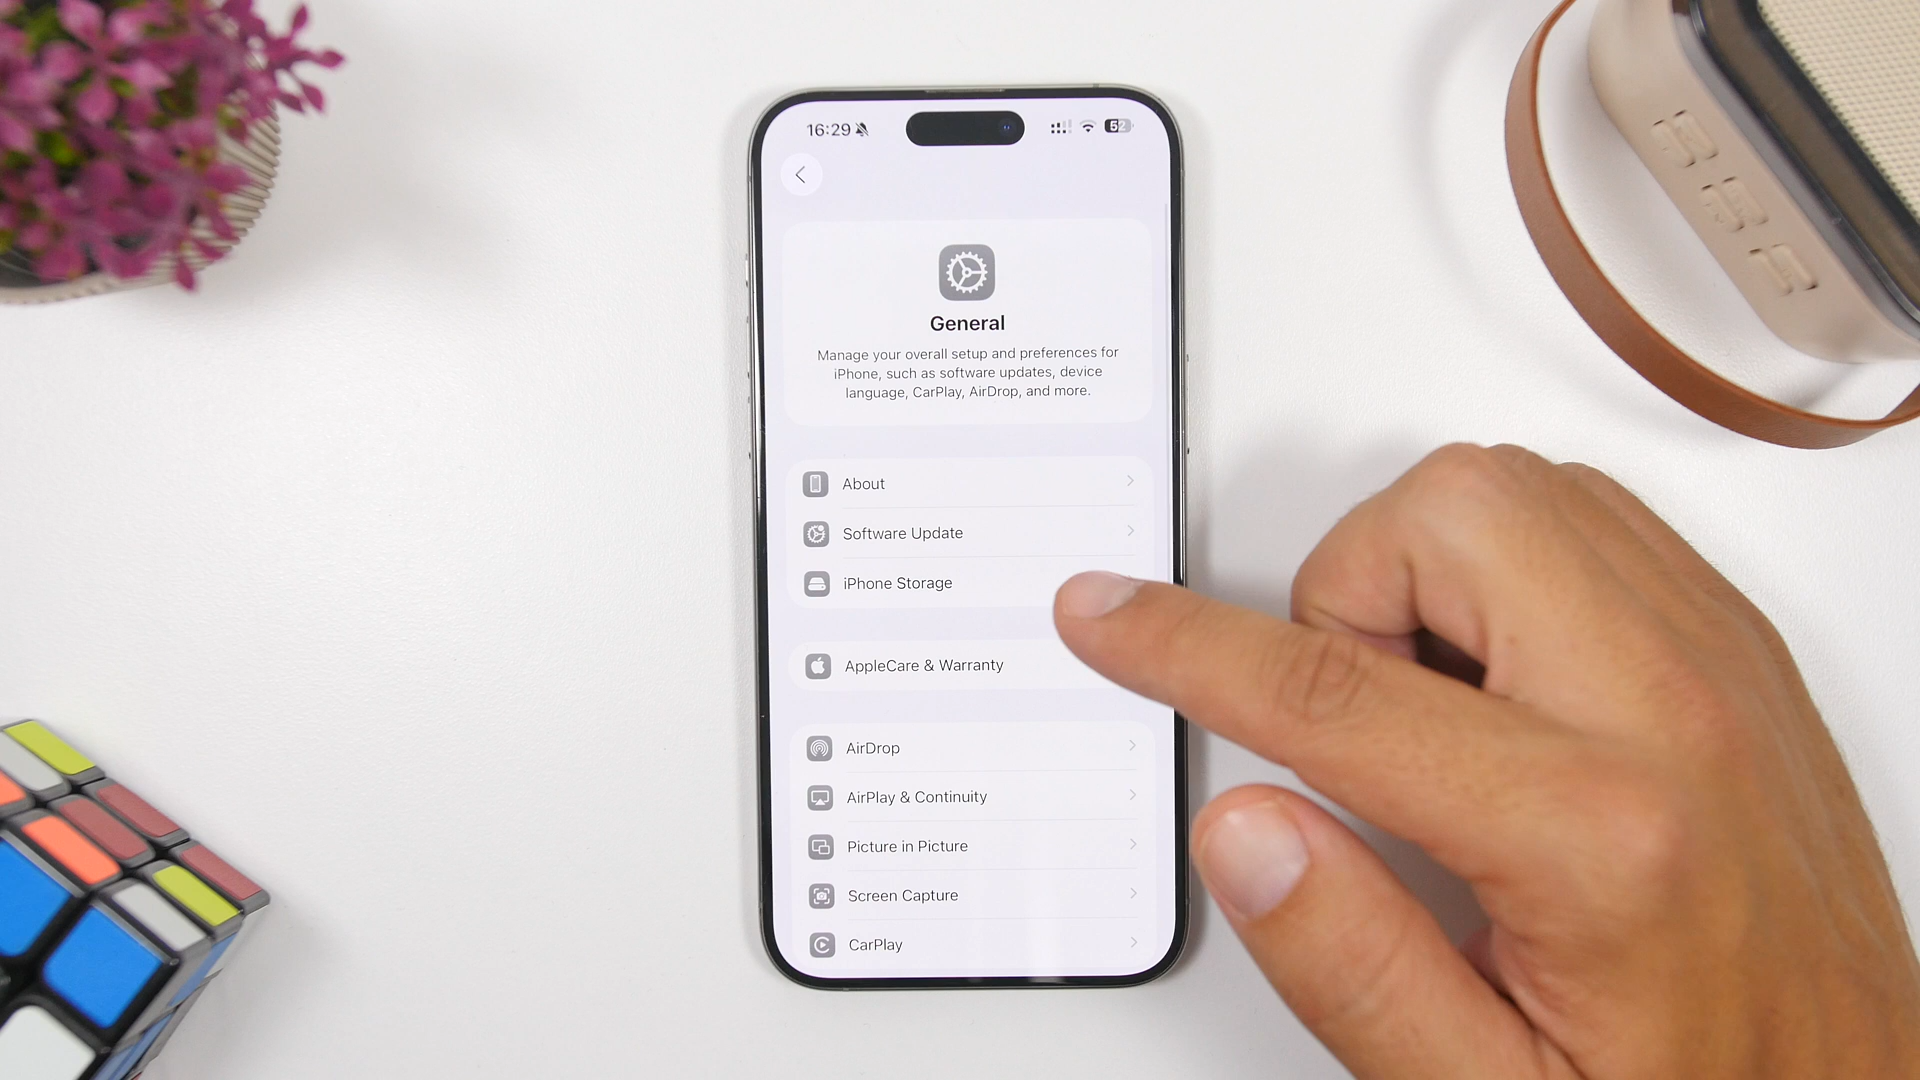 16:29
52
General
Manage your overall setup and preferences for
iPhone, such as software updates, device
language, CarPlay, AirDrop, and more.
About
Software Update
iPhone Storage
AppleCare & Warranty
AirDrop
AirPlay & Continuity
Picture in Picture
Screen Capture
CarPlay